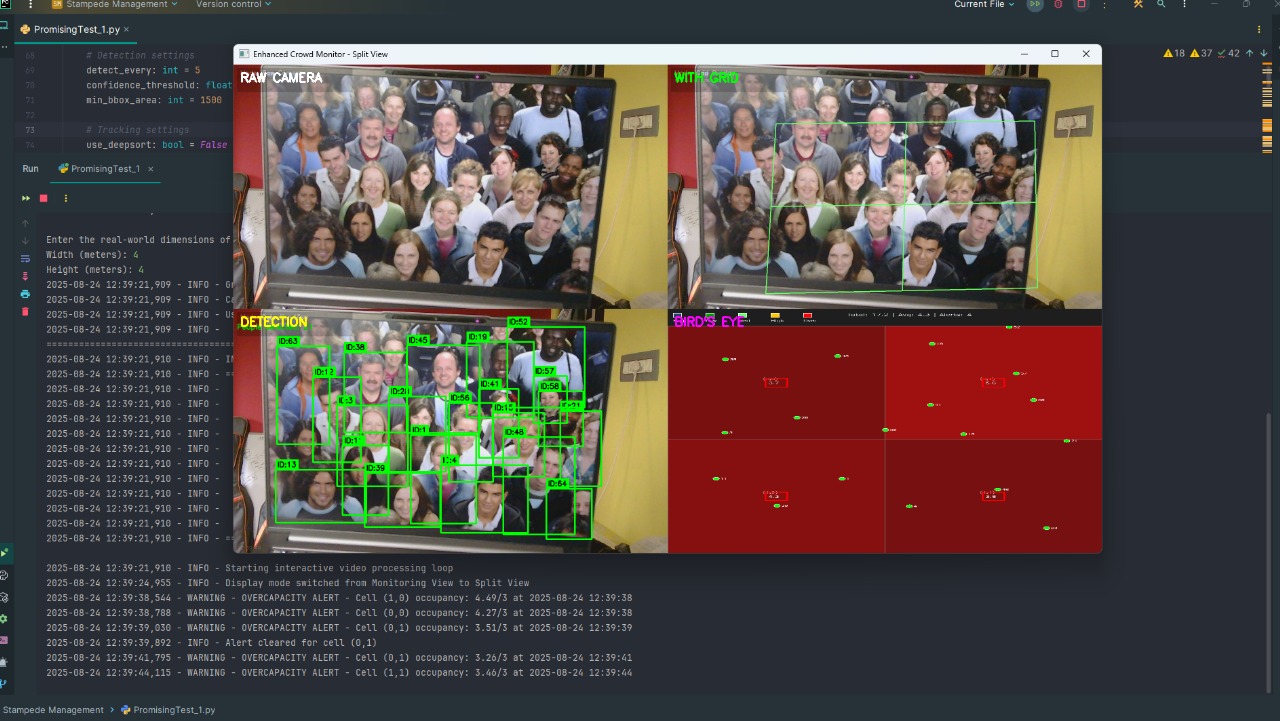 SM Stampede Management Version control Current File
PromisingTest_1.py ×
68 # Detection settings
69 detect_every: int = 5
70 confidence_threshold: float
71 min_bbox_area: int = 1500
72
73 # Tracking settings
74 use_deepsort: bool = False
18 37 42
Enhanced Crowd Monitor - Split View
RAW CAMERA
WITH GRID
DETECTION
ID:52
ID:63
ID:38
ID:45
ID:19
ID:12
ID:57
ID:41
ID:58
ID:56
ID:48
ID:13
ID:39
ID:64
BIRD'S EYE
Total: 17.2 | Avg: 4.3 | Alerts: 4
Run PromisingTest_1 ×
Enter the real-world dimensions of
Width (meters): 4
Height (meters): 4
2025-08-24 12:39:21,909 - INFO - G
2025-08-24 12:39:21,909 - INFO - Ca
2025-08-24 12:39:21,909 - INFO - Us
2025-08-24 12:39:21,909 - INFO -
2025-08-24 12:39:21,910 - INFO - I
2025-08-24 12:39:21,910 - INFO - =
2025-08-24 12:39:21,910 - INFO -
2025-08-24 12:39:21,910 - INFO -
2025-08-24 12:39:21,910 - INFO -
2025-08-24 12:39:21,910 - INFO -
2025-08-24 12:39:21,910 - INFO -
2025-08-24 12:39:21,910 - INFO -
2025-08-24 12:39:21,910 - INFO -
2025-08-24 12:39:21,910 - INFO -
2025-08-24 12:39:21,910 - INFO -
2025-08-24 12:39:21,910 - INFO -
2025-08-24 12:39:21,910 - INFO - =
2025-08-24 12:39:21,910 - INFO - Starting interactive video processing loop
2025-08-24 12:39:24,955 - INFO - Display mode switched from Monitoring View to Split View
2025-08-24 12:39:38,544 - WARNING - OVERCAPACITY ALERT - Cell (1,0) occupancy: 4.49/3 at 2025-08-24 12:39:38
2025-08-24 12:39:38,788 - WARNING - OVERCAPACITY ALERT - Cell (0,0) occupancy: 4.27/3 at 2025-08-24 12:39:38
2025-08-24 12:39:39,030 - WARNING - OVERCAPACITY ALERT - Cell (0,1) occupancy: 3.51/3 at 2025-08-24 12:39:39
2025-08-24 12:39:39,892 - INFO - Alert cleared for cell (0,1)
2025-08-24 12:39:41,795 - WARNING - OVERCAPACITY ALERT - Cell (0,1) occupancy: 3.26/3 at 2025-08-24 12:39:41
2025-08-24 12:39:44,115 - WARNING - OVERCAPACITY ALERT - Cell (1,1) occupancy: 3.46/3 at 2025-08-24 12:39:44
Stampede Management > PromisingTest_1.py